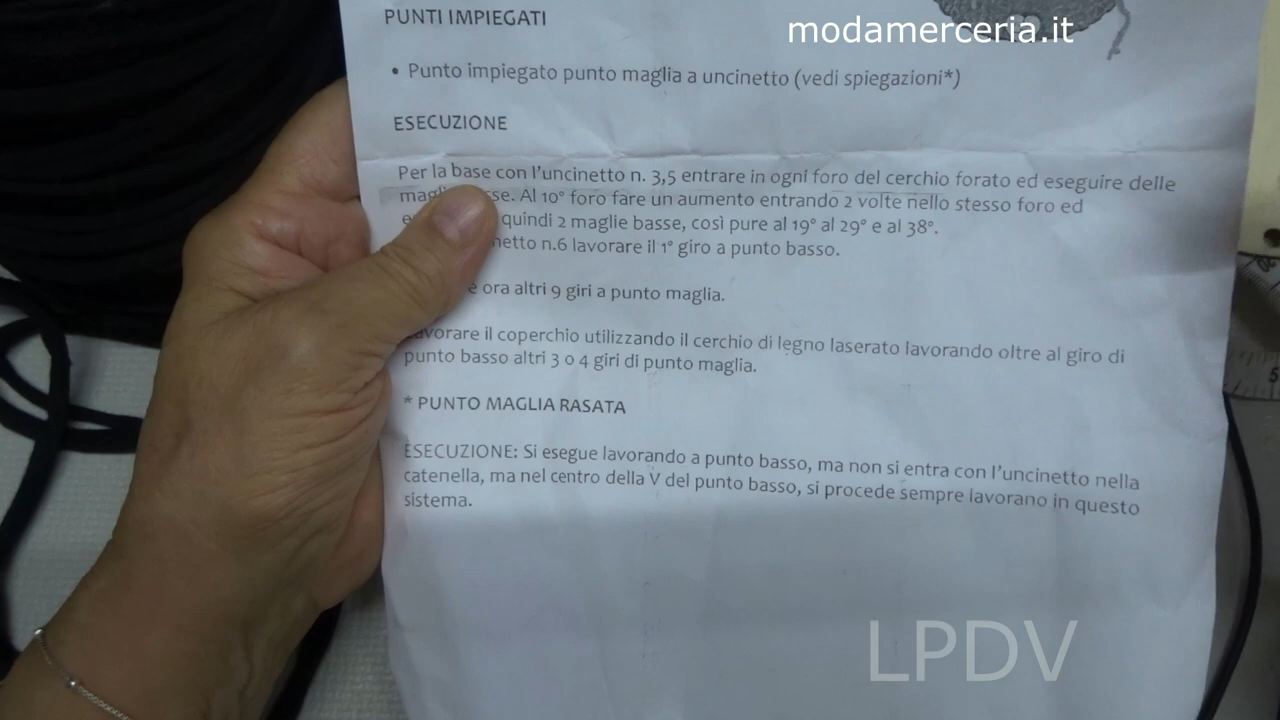 modamerceria.it
PUNTI IMPIEGATI
• Punto impiegato punto maglia a uncinetto (vedi spiegazioni*)
ESECUZIONE
Per la base con l'uncinetto n. 3,5 entrare in ogni foro del cerchio forato ed eseguire delle
Al 10° foro fare un aumento entrando 2 volte nello stesso foro ed
quindi 2 maglie basse, così pure al 19° al 29° e al 38°.
n.6 lavorare il 1° giro a punto basso.
ora altri 9 giri a punto maglia.
Lavorare il coperchio utilizzando il cerchio di legno laserato lavorando oltre al giro di
punto basso altri 3 o 4 giri di punto maglia.
* PUNTO MAGLIA RASATA
ESECUZIONE: Si esegue lavorando a punto basso, ma non si entra con l'uncinetto nella
catenella, ma nel centro della V del punto basso, si procede sempre lavorano in questo
sistema.
5
LPDV